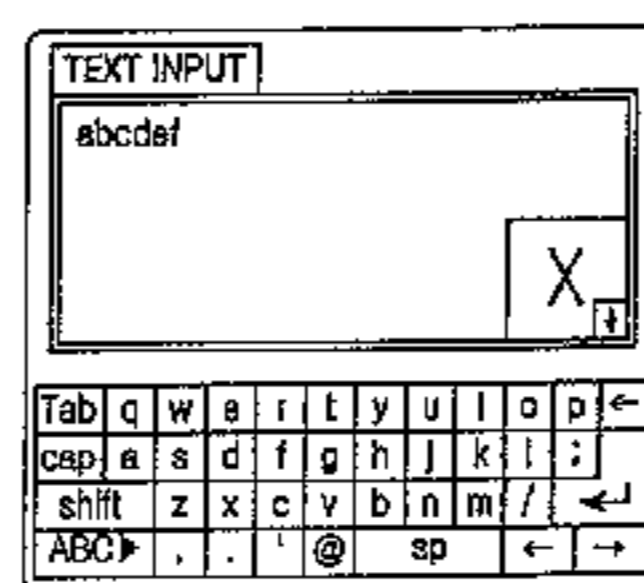 TEXT INPUT
abcdef
X
↓
Tab q w e r t y u i o p ←
cap a s d f g h j k l ;
shift z x c v b n m / ↵
ABC▶ , . ' @ sp ← →